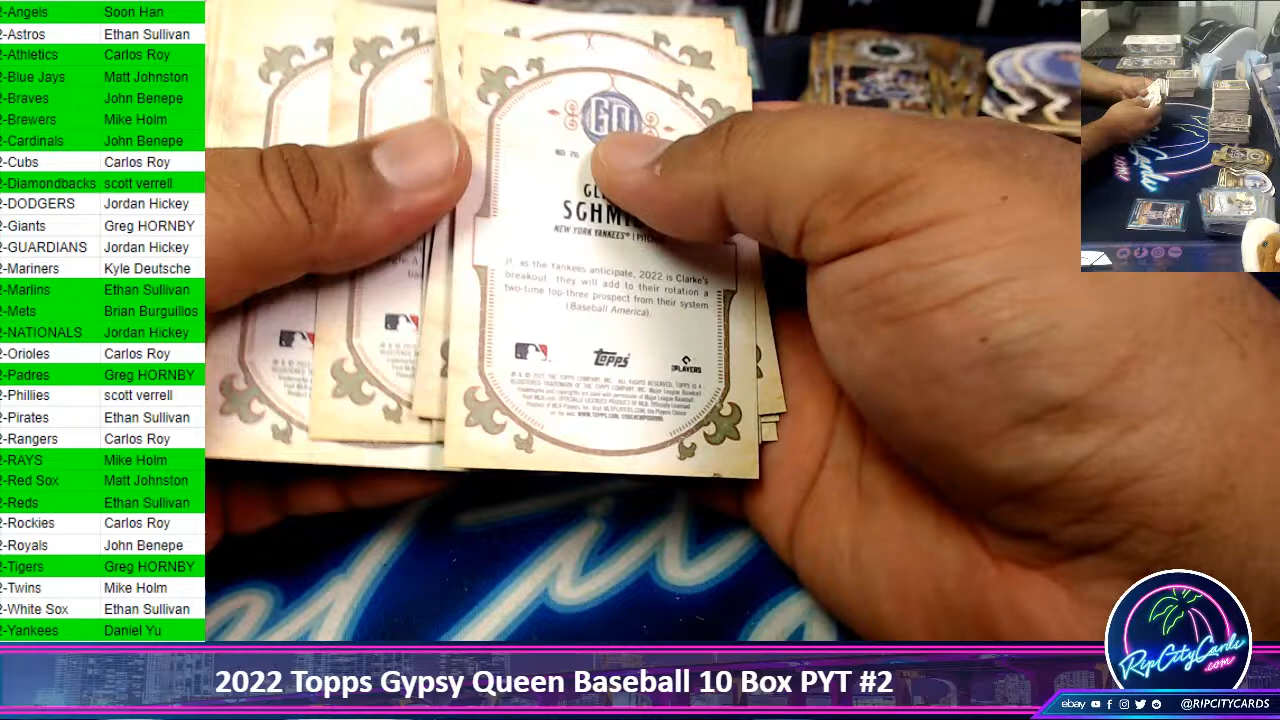 2-Angels Soon Han
2-Astros Ethan Sullivan
2-Athletics Carlos Roy
2-Blue Jays Matt Johnston
2-Braves John Benepe
2-Brewers Mike Holm
2-Cardinals John Benepe
2-Cubs Carlos Roy
2-Diamondbacks scott verrell
2-DODGERS Jordan Hickey
2-Giants Greg HORNBY
2-GUARDIANS Jordan Hickey
2-Mariners Kyle Deutsche
2-Marlins Ethan Sullivan
2-Mets Brian Burguillos
2-NATIONALS Jordan Hickey
2-Orioles Carlos Roy
2-Padres Greg HORNBY
2-Phillies scott verrell
2-Pirates Ethan Sullivan
2-Rangers Carlos Roy
2-RAYS Mike Holm
2-Red Sox Matt Johnston
2-Reds Ethan Sullivan
2-Rockies Carlos Roy
2-Royals John Benepe
2-Tigers Greg HORNBY
2-Twins Mike Holm
2-White Sox Ethan Sullivan
2-Yankees Daniel Yu
GQ
NO.
SCHM
NEW YORK YANKEES® | PITCH
If, as the Yankees anticipate, 2022 is Clarke's
breakout, they will add to their rotation a
two-time top-three prospect from their system
(Baseball America).
Topps
PLAYERS
RipCityCards
.com
2022 Topps Gypsy Queen Baseball 10 Box PYT #2
ebay @RIPCITYCARDS